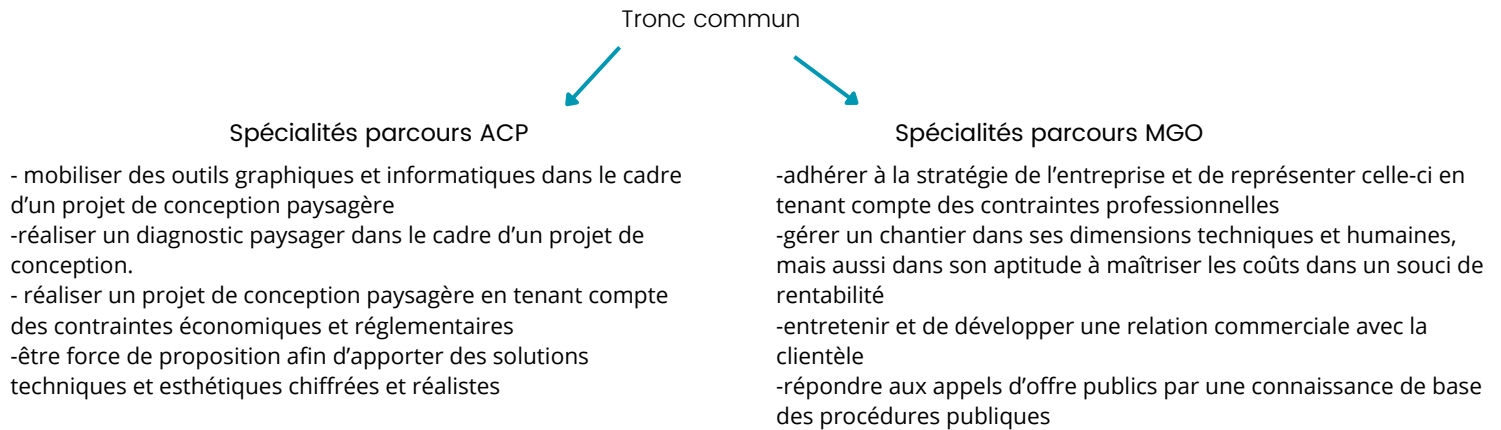 Tronc commun
Spécialités parcours ACP
- mobiliser des outils graphiques et informatiques dans le cadre
d'un projet de conception paysagère
-réaliser un diagnostic paysager dans le cadre d'un projet de
conception.
- réaliser un projet de conception paysagère en tenant compte
des contraintes économiques et réglementaires
-être force de proposition afin d'apporter des solutions
techniques et esthétiques chiffrées et réalistes
Spécialités parcours MGO
-adhérer à la stratégie de l'entreprise et de représenter celle-ci en
tenant compte des contraintes professionnelles
-gérer un chantier dans ses dimensions techniques et humaines,
mais aussi dans son aptitude à maîtriser les coûts dans un souci de
rentabilité
-entretenir et de développer une relation commerciale avec la
clientèle
-répondre aux appels d'offre publics par une connaissance de base
des procédures publiques